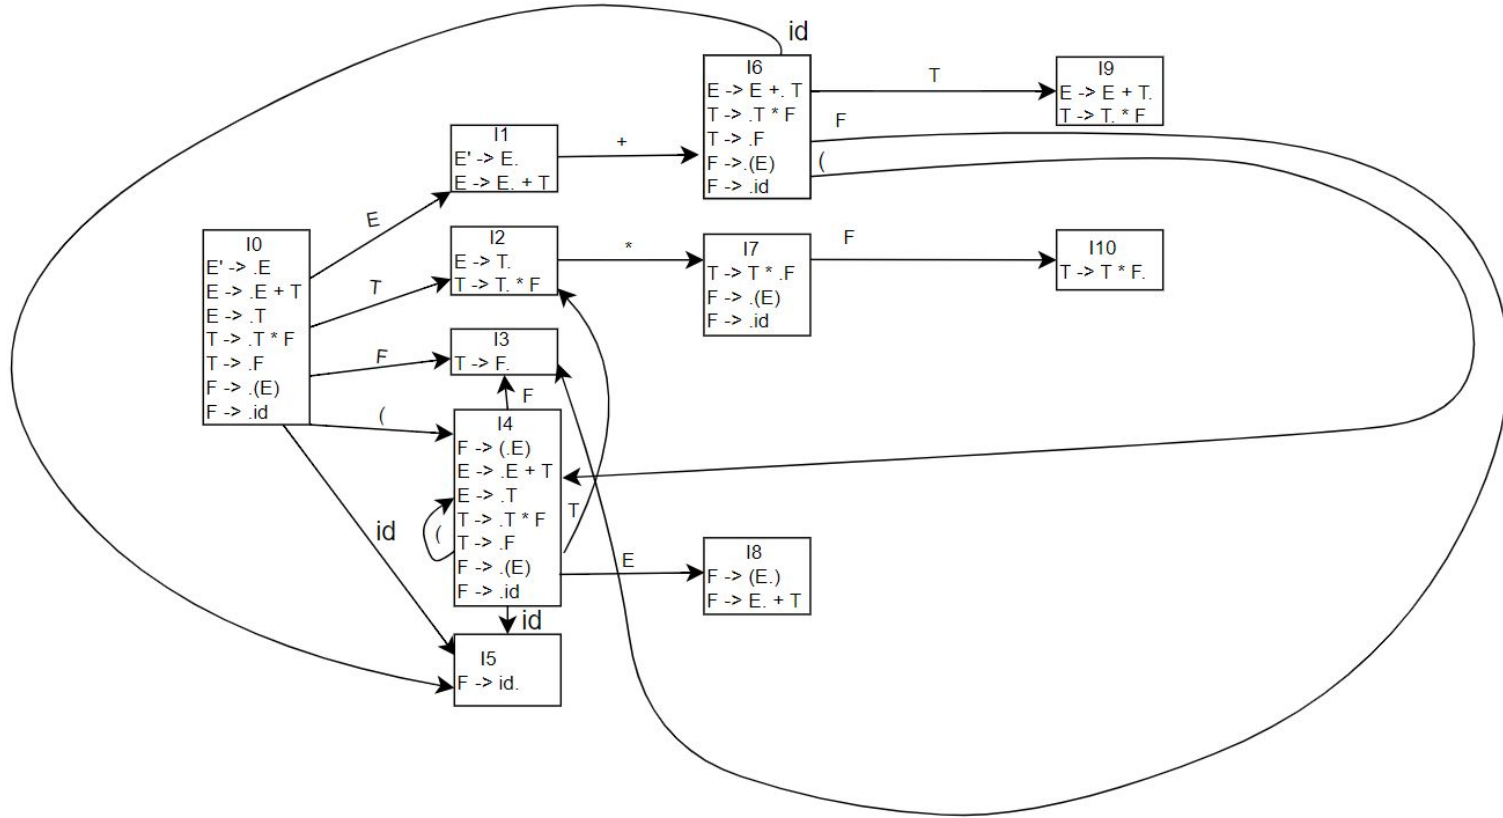 id
I6
E -> E +. T
T -> .T * F
T -> .F
F ->.(E)
F -> .id
T
F
(
I9
E -> E + T.
T -> T. * F
I1
E' -> E.
E -> E. + T
+
E
I0
E' -> .E
E -> .E + T
E -> .T
T -> .T * F
T -> .F
F -> .(E)
F -> .id
T
F
(
id
I2
E -> T.
T -> T. * F
*
I7
T -> T * .F
F -> .(E)
F -> .id
F
I10
T -> T * F.
I3
T -> F.
F
I4
F -> (.E)
E -> .E + T
E -> .T
T -> .T * F
T -> .F
F -> .(E)
F -> .id
(
T
E
id
I8
F -> (E.)
F -> E. + T
I5
F -> id.